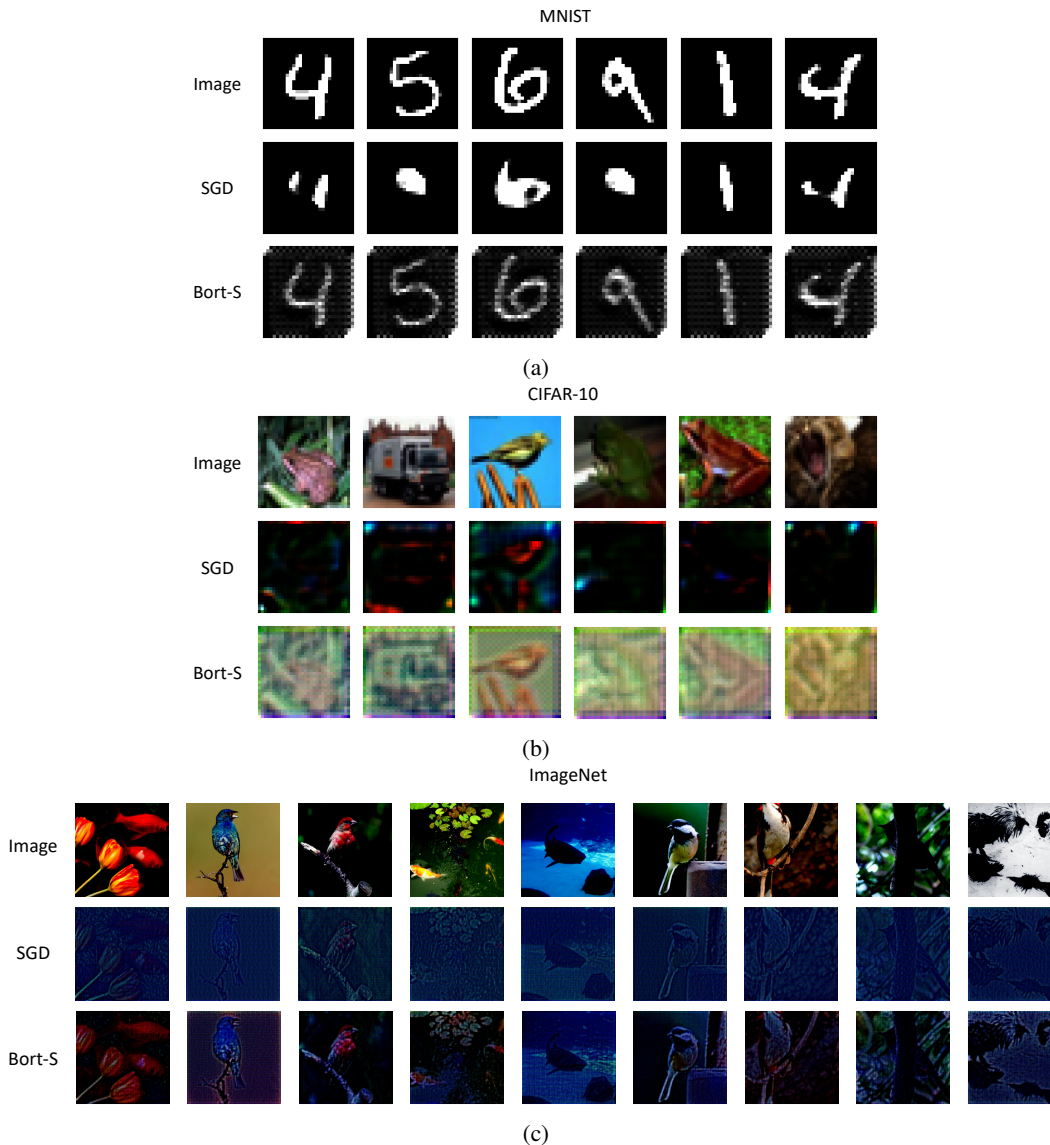 MNIST
Image
SGD
Bort-S
(a)
CIFAR-10
Image
SGD
Bort-S
(b)
ImageNet
Image
SGD
Bort-S
(c)